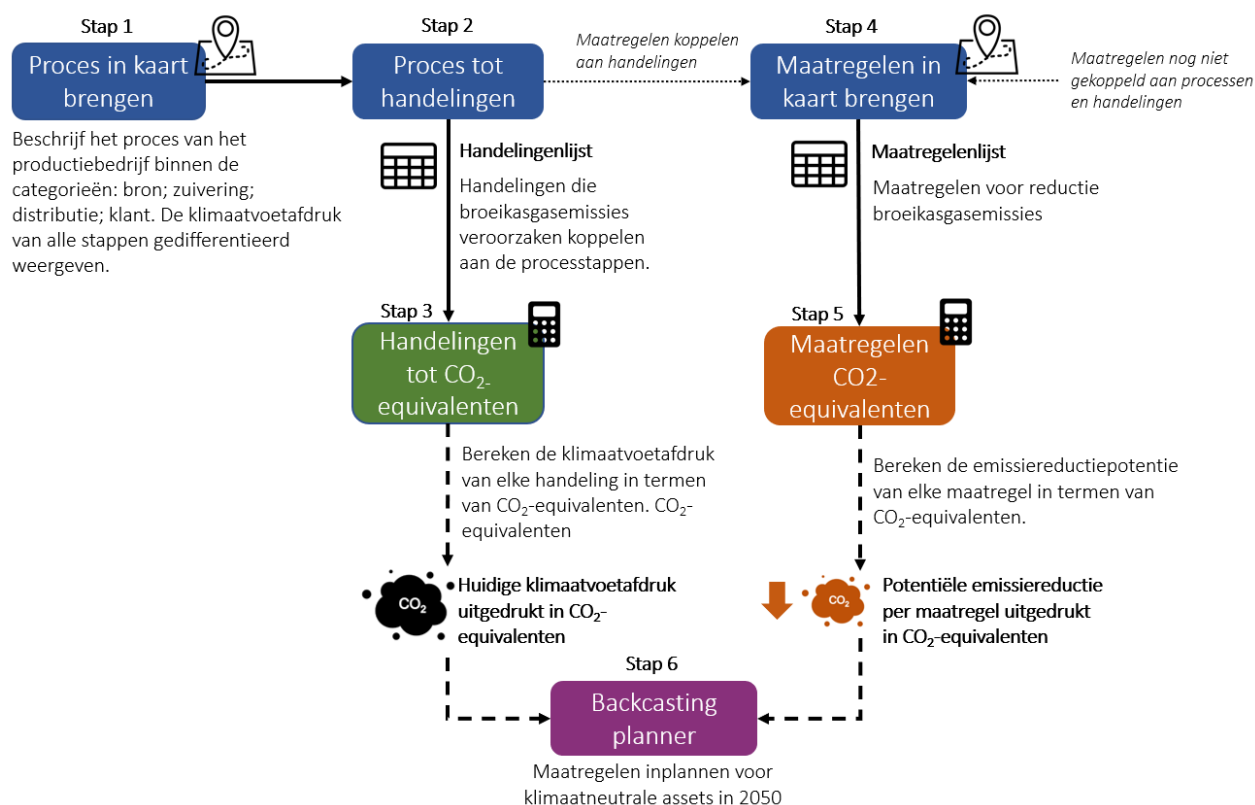 Stap 1
Proces in kaart
brengen
Beschrijf het proces van het
productiebedrijf binnen de
categorieën: bron; zuivering;
distributie; klant. De klimaatvoetafdruk
van alle stappen gedifferentieerd
weergeven.
Stap 2
Proces tot
handelingen
Maatregelen koppelen
aan handelingen
Stap 4
Maatregelen in
kaart brengen
Maatregelen nog niet
gekoppeld aan processen
en handelingen
Handelingenlijst
Handelingen die
broeikasgasemissies
veroorzaken koppelen
aan de processtappen.
Maatregelenlijst
Maatregelen voor reductie
broeikasgasemissies
Stap 3
Handelingen
tot CO₂-
equivalenten
Stap 5
Maatregelen
CO2-
equivalenten
Bereken de klimaatvoetafdruk
van elke handeling in termen
van CO₂-equivalenten. CO₂-
equivalenten
Bereken de emissiereductiepotentie
van elke maatregel in termen van
CO₂-equivalenten.
CO₂
Huidige klimaatvoetafdruk
uitgedrukt in CO₂-
equivalenten
CO₂
Potentiële emissiereductie
per maatregel uitgedrukt
in CO₂-equivalenten
Stap 6
Backcasting
planner
Maatregelen inplannen voor
klimaatneutrale assets in 2050